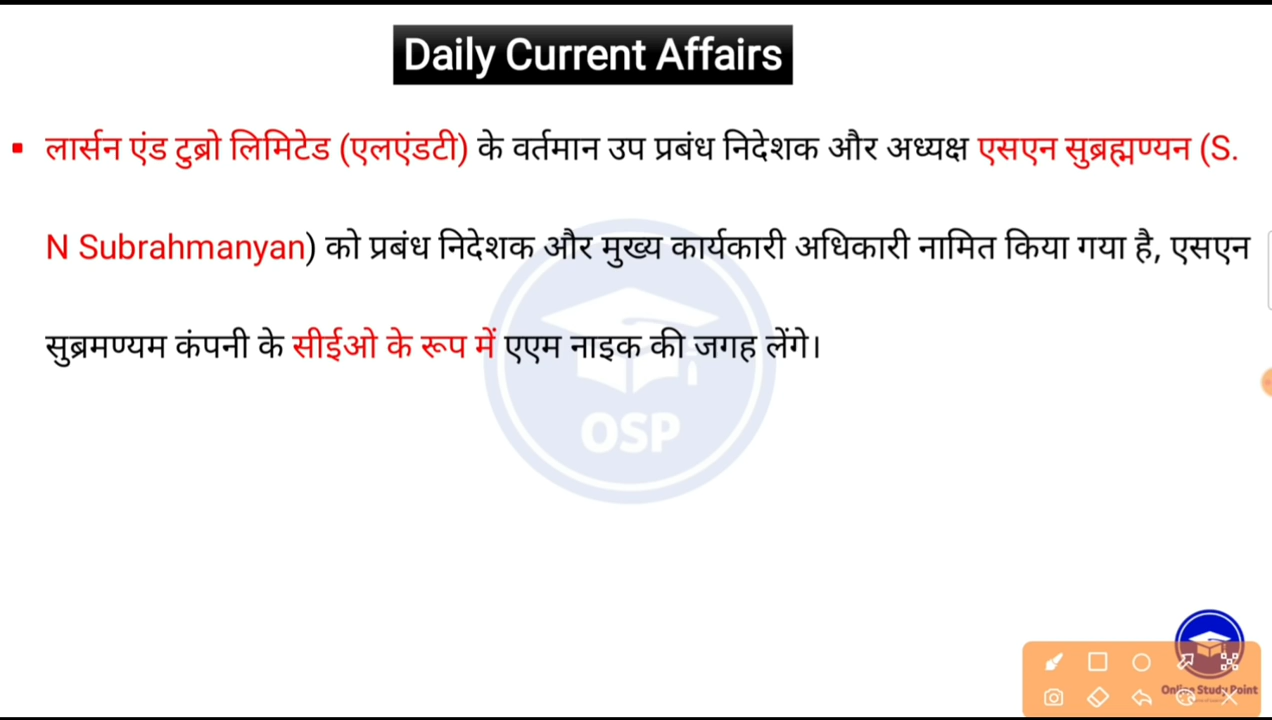 Daily Current Affairs
लार्सन एंड टुब्रो लिमिटेड (एलएंडटी) के वर्तमान उप प्रबंध निदेशक और अध्यक्ष एसएन सुब्रह्मण्यन (S.
N Subrahmanyan) को प्रबंध निदेशक और मुख्य कार्यकारी अधिकारी नामित किया गया है, एसएन
सुब्रमण्यम कंपनी के सीईओ के रूप में एएम नाइक की जगह लेंगे।
OSP
Online Study Point